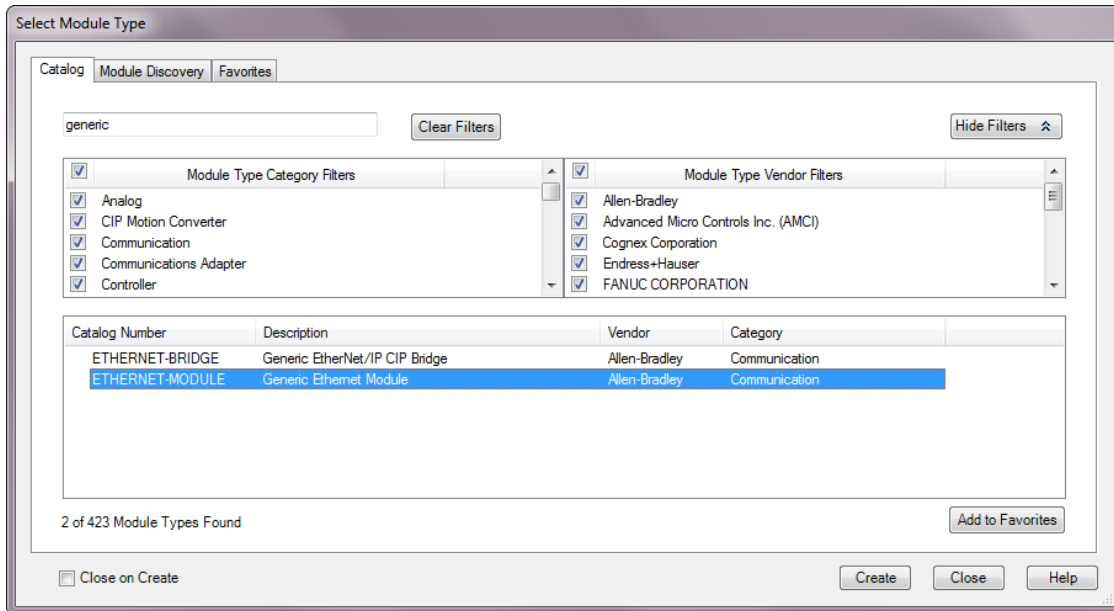 Select Module Type
Catalog Module Discovery Favorites
generic Clear Filters Hide Filters
Module Type Category Filters
Analog
CIP Motion Converter
Communication
Communications Adapter
Controller
Module Type Vendor Filters
Allen-Bradley
Advanced Micro Controls Inc. (AMCI)
Cognex Corporation
Endress+Hauser
FANUC CORPORATION
Catalog Number Description Vendor Category
ETHERNET-BRIDGE Generic EtherNet/IP CIP Bridge Allen-Bradley Communication
ETHERNET-MODULE Generic Ethernet Module Allen-Bradley Communication
2 of 423 Module Types Found Add to Favorites
Close on Create Create Close Help